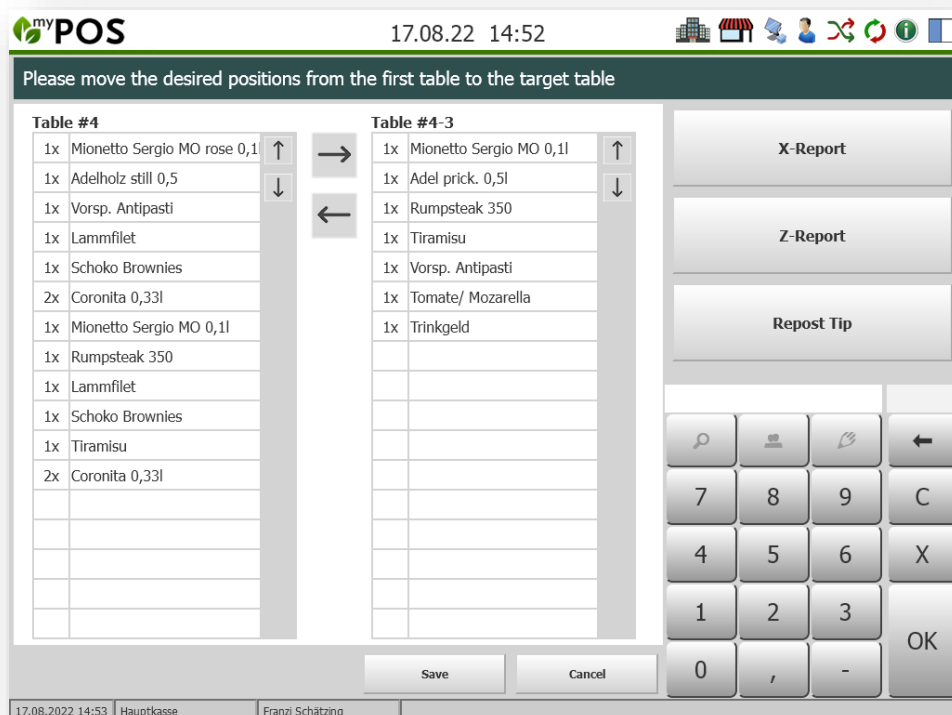 myPOS
17.08.22 14:52
Please move the desired positions from the first table to the target table
Table #4
1x Mionetto Sergio MO rose 0,1l
1x Adelholz still 0,5
1x Vorsp. Antipasti
1x Lammfilet
1x Schoko Brownies
2x Coronita 0,33l
1x Mionetto Sergio MO 0,1l
1x Rumpsteak 350
1x Lammfilet
1x Schoko Brownies
1x Tiramisu
2x Coronita 0,33l
Table #4-3
1x Mionetto Sergio MO 0,1l
1x Adel prick. 0,5l
1x Rumpsteak 350
1x Tiramisu
1x Vorsp. Antipasti
1x Tomate/ Mozarella
1x Trinkgeld
X-Report
Z-Report
Repost Tip
7 8 9 C
4 5 6 X
1 2 3
OK
0 , -
Save Cancel
17.08.2022 14:53 Hauptkasse Franzi Schätzing